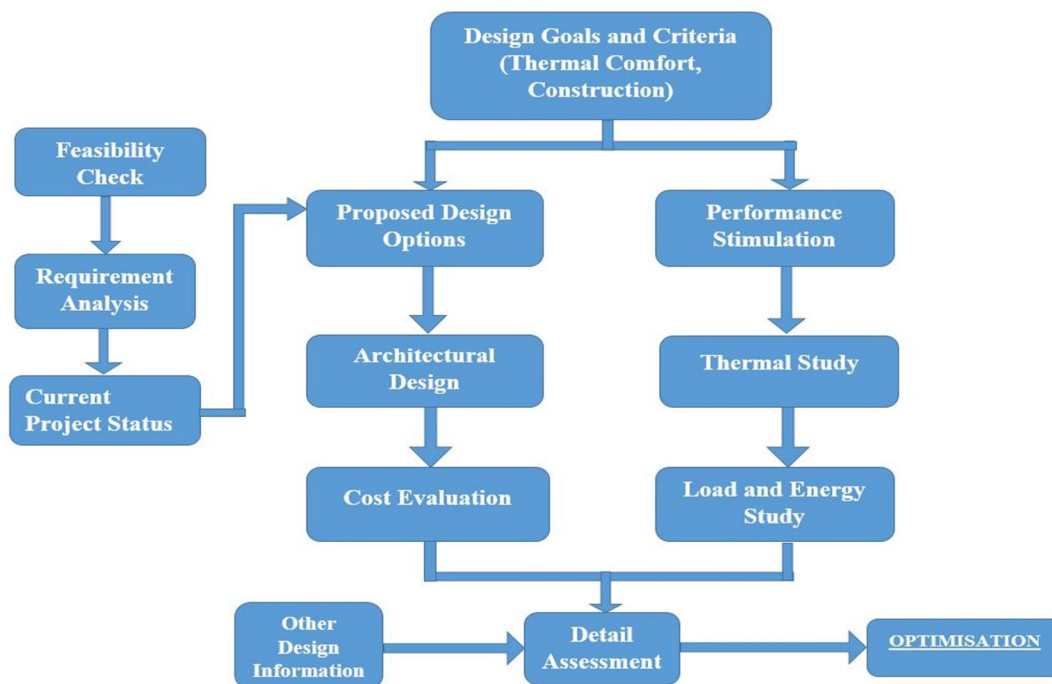 Design Goals and Criteria
(Thermal Comfort,
Construction)
Feasibility
Check
Proposed Design
Options
Performance
Stimulation
Requirement
Analysis
Architectural
Design
Thermal Study
Current
Project Status
Cost Evaluation
Load and Energy
Study
Other
Design
Information
Detail
Assessment
OPTIMISATION